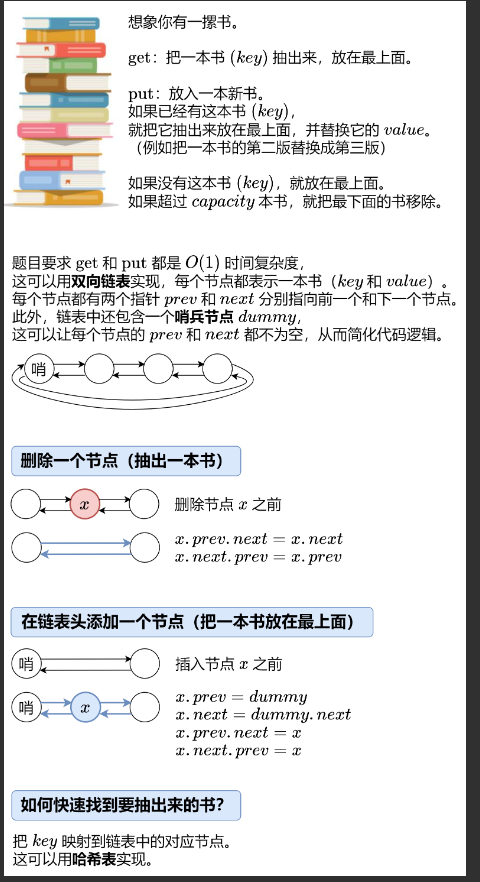 想象你有一摞书。
get：把一本书 (key) 抽出来，放在最上面。
put：放入一本新书。
如果已经有这本书 (key)，
就把它抽出来放在最上面，并替换它的 value。
（例如把一本书的第二版替换成第三版）
如果没有这本书 (key)，就放在最上面。
如果超过 capacity 本书，就把最下面的书移除。
题目要求 get 和 put 都是 O(1) 时间复杂度，
这可以用双向链表实现，每个节点都表示一本书（key 和 value）。
每个节点都有两个指针 prev 和 next 分别指向前一个和下一个节点。
此外，链表中还包含一个哨兵节点 dummy，
这可以让每个节点的 prev 和 next 都不为空，从而简化代码逻辑。
哨
删除一个节点（抽出一本书）
x
删除节点 x 之前
x.prev.next = x.next
x.next.prev = x.prev
在链表头添加一个节点（把一本书放在最上面）
哨
插入节点 x 之前
哨
x
x.prev = dummy
x.next = dummy.next
x.prev.next = x
x.next.prev = x
如何快速找到要抽出来的书？
把 key 映射到链表中的对应节点。
这可以用哈希表实现。